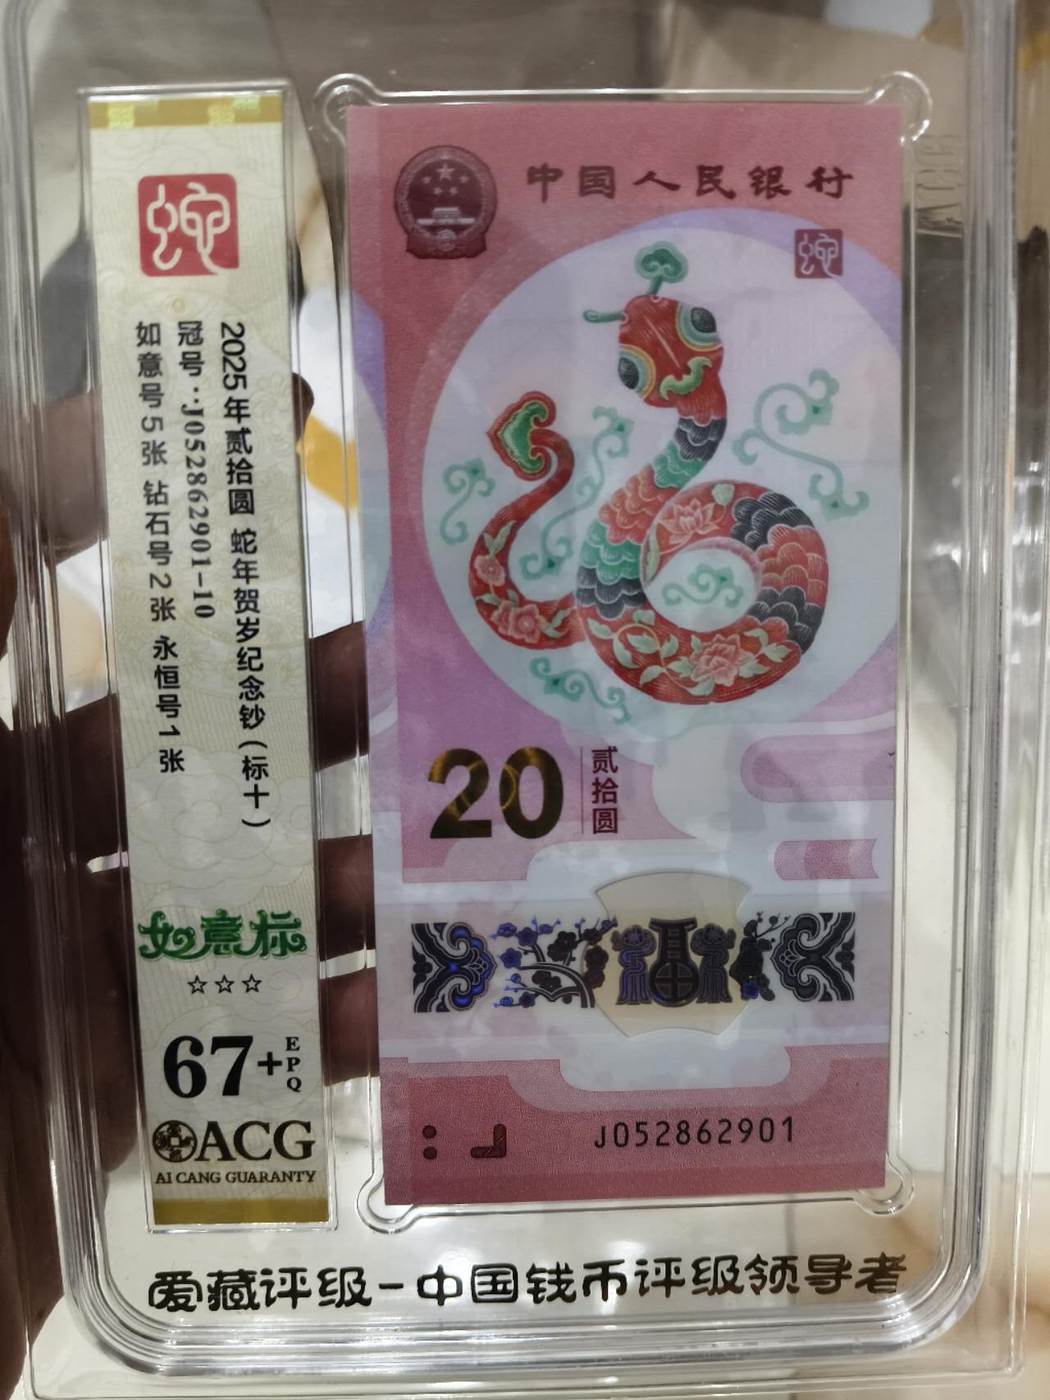 蛇
2025年贰拾圆 蛇年贺岁纪念钞(标十)
冠号:J052862901-10
如意号5张 钻石号2张 永恒号1张
如意标
☆☆☆
67+EPQ
ACG
AI CANG GUARANTY
中国人民银行
蛇
20
贰拾圆
J052862901
爱藏评级-中国钱币评级领导者